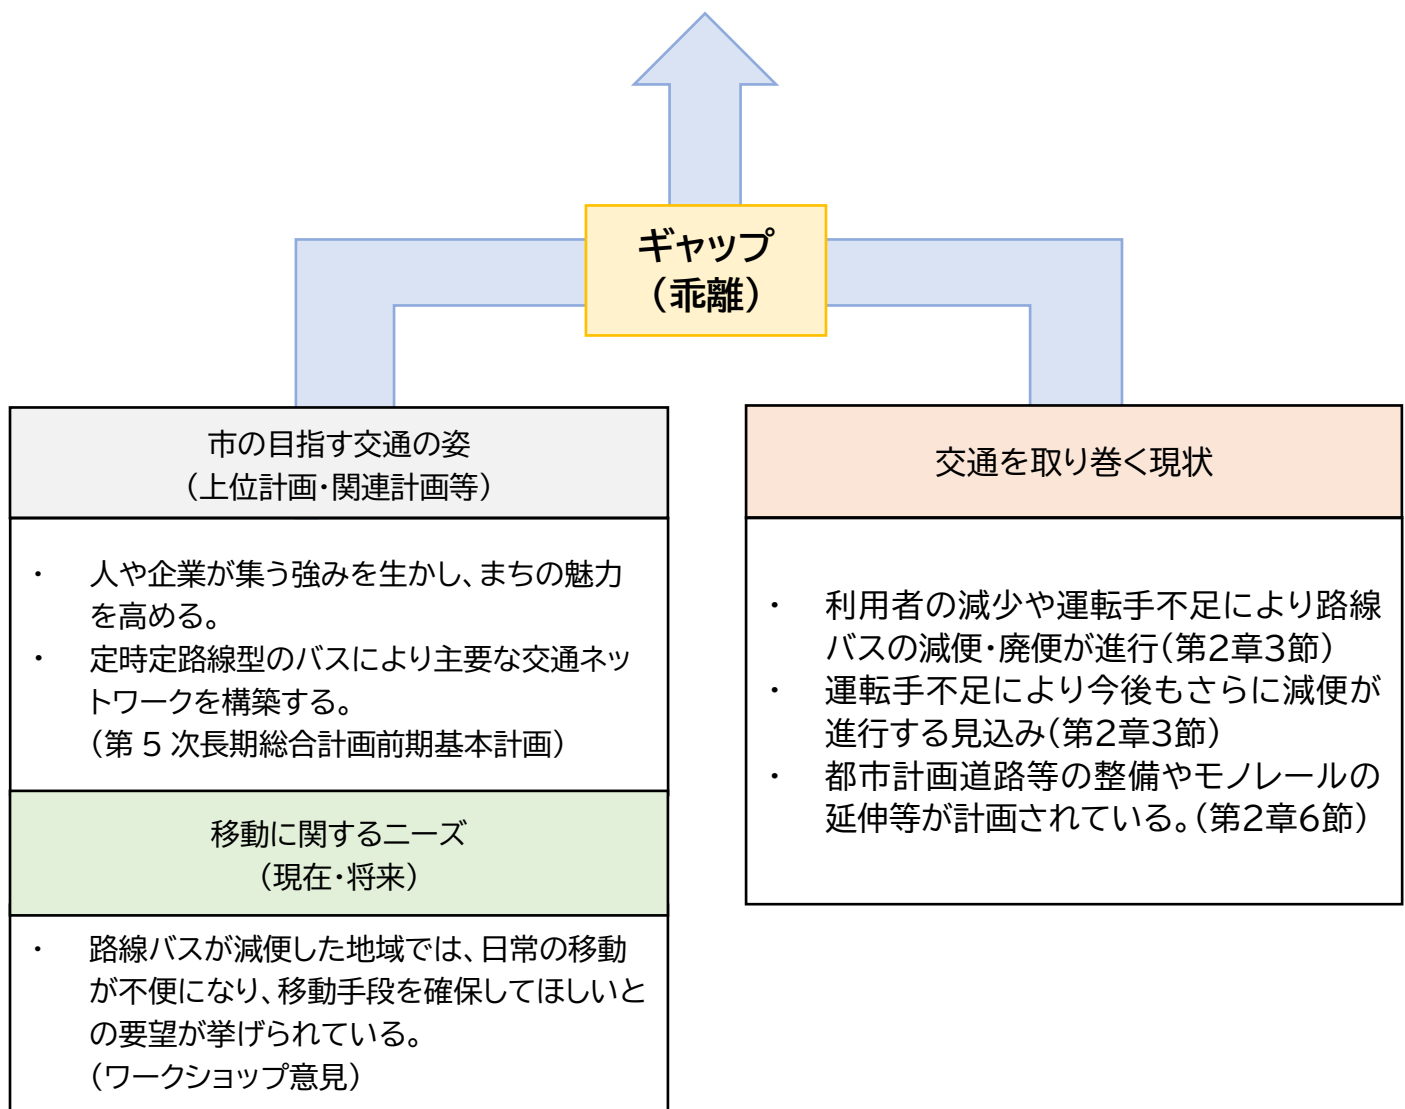 ギャップ
(乖離)
市の目指す交通の姿
(上位計画・関連計画等)
・ 人や企業が集う強みを生かし、まちの魅力
を高める。
・ 定時定路線型のバスにより主要な交通ネッ
トワークを構築する。
(第 5 次長期総合計画前期基本計画)
移動に関するニーズ
(現在・将来)
・ 路線バスが減便した地域では、日常の移動
が不便になり、移動手段を確保してほしいと
の要望が挙げられている。
(ワークショップ意見)
交通を取り巻く現状
・ 利用者の減少や運転手不足により路線
バスの減便・廃便が進行(第2章3節)
・ 運転手不足により今後もさらに減便が
進行する見込み(第2章3節)
・ 都市計画道路等の整備やモノレールの
延伸等が計画されている。(第2章6節)